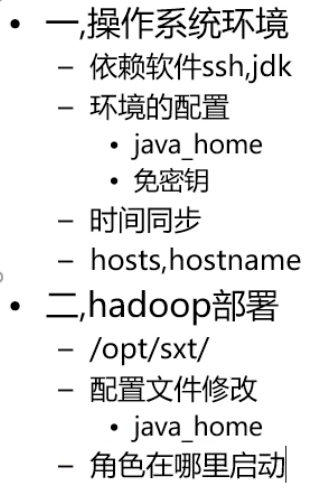 • 一,操作系统环境
– 依赖软件ssh,jdk
– 环境的配置
• java_home
• 免密钥
– 时间同步
– hosts,hostname
• 二,hadoop部署
– /opt/sxt/
– 配置文件修改
• java_home
– 角色在哪里启动